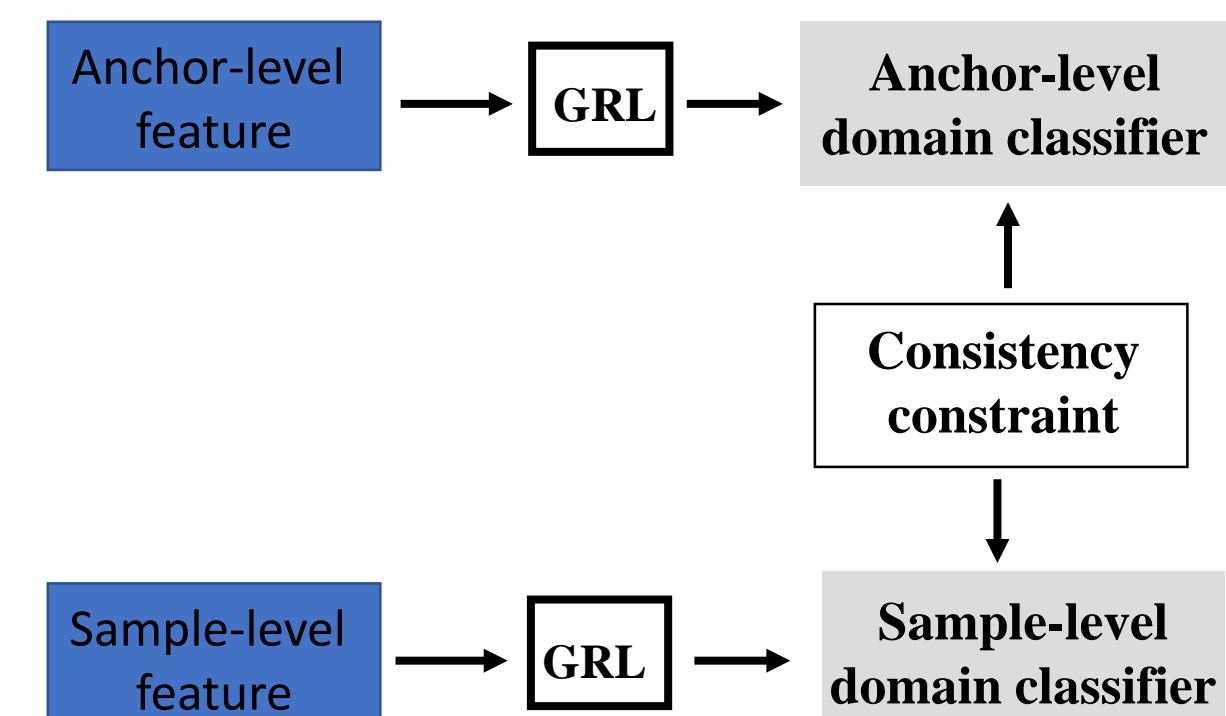 Anchor-level
feature
GRL
Anchor-level
domain classifier
Consistency
constraint
Sample-level
feature
GRL
Sample-level
domain classifier